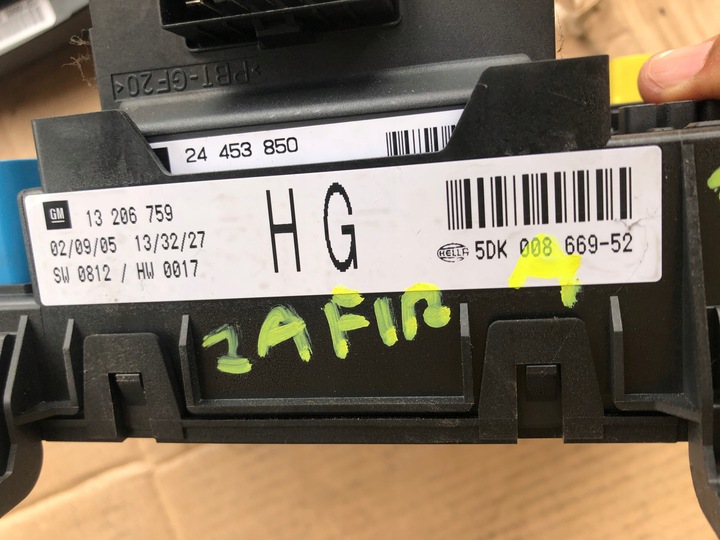 >PBT-GF20<
24 453 850
GM 13 206 759
02/09/05 13/32/27
SW 0812 / HW 0017
HG
HELLA 5DK 008 669-52
ZAFIRA